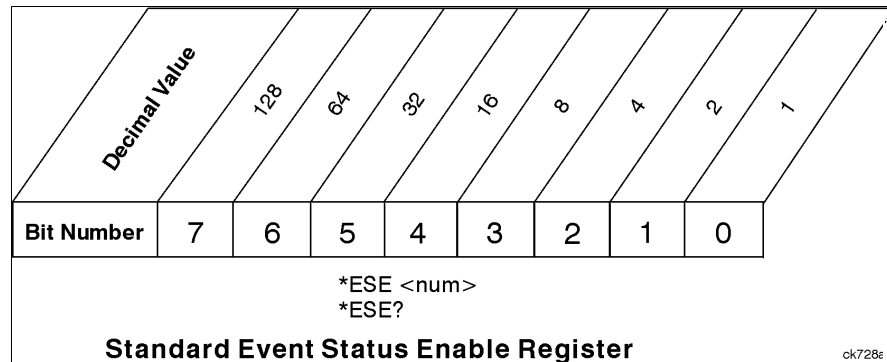 Decimal Value 128 64 32 16 8 4 2 1
Bit Number 7 6 5 4 3 2 1 0
*ESE <num>
*ESE?
Standard Event Status Enable Register
ck728a